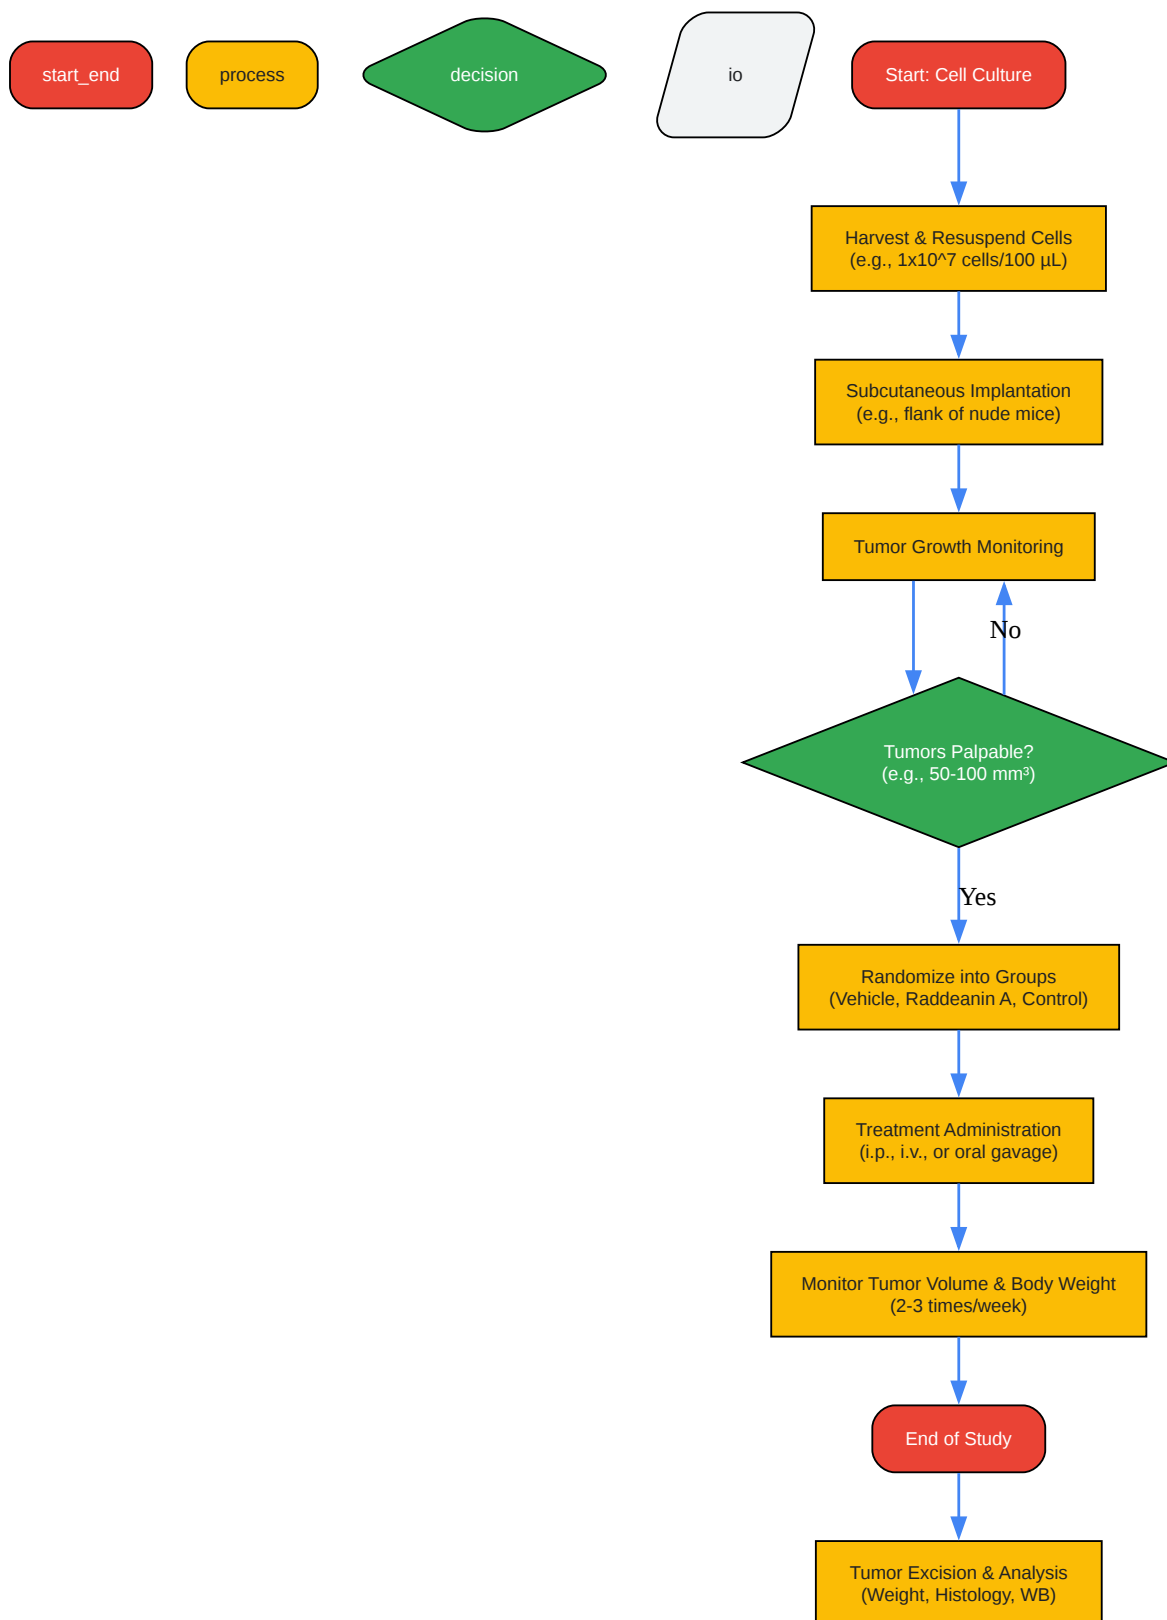 start_end
process
decision
io
Start: Cell Culture
Harvest & Resuspend Cells
(e.g., 1x10^7 cells/100 µL)
Subcutaneous Implantation
(e.g., flank of nude mice)
Tumor Growth Monitoring
No
Tumors Palpable?
(e.g., 50-100 mm³)
Yes
Randomize into Groups
(Vehicle, Raddeanin A, Control)
Treatment Administration
(i.p., i.v., or oral gavage)
Monitor Tumor Volume & Body Weight
(2-3 times/week)
End of Study
Tumor Excision & Analysis
(Weight, Histology, WB)